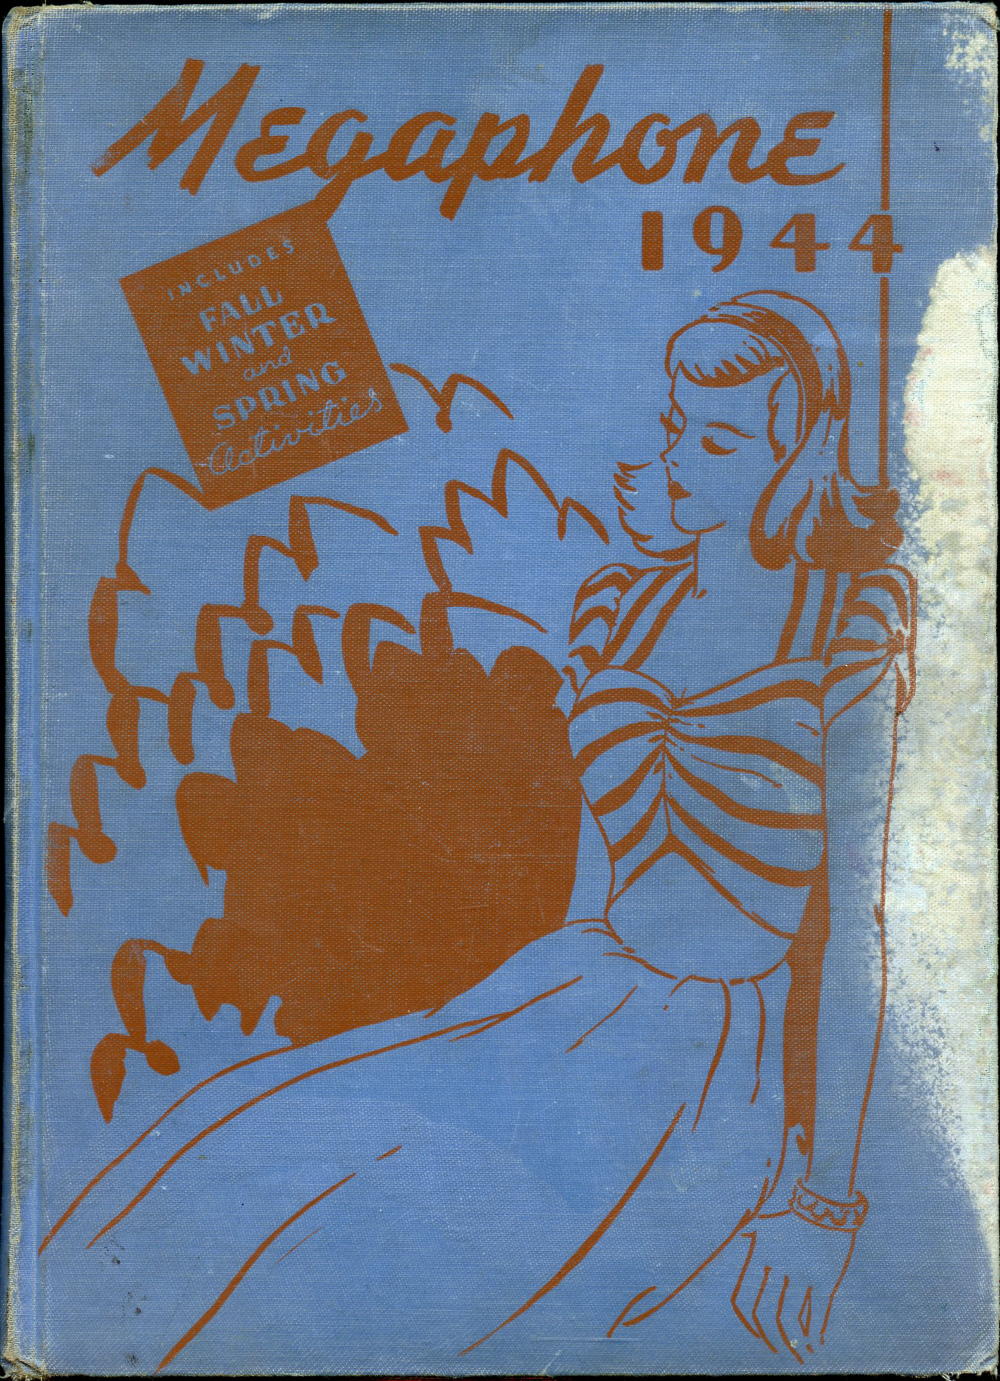 Megaphone
1944
INCLUDES
FALL
WINTER
and
SPRING
Activities